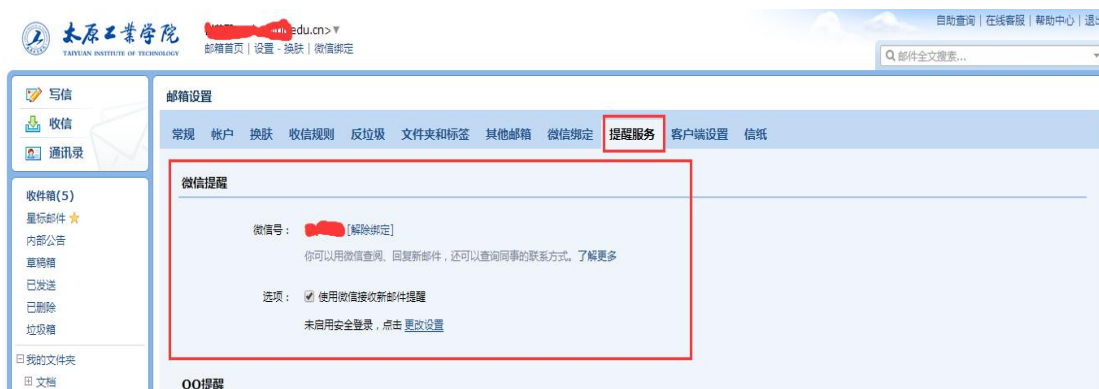 太原工业学院
TAIYUAN INSTITUTE OF TECHNOLOGY
edu.cn>▼
邮箱首页 | 设置 - 换肤 | 微信绑定
自助查询 | 在线客服 | 帮助中心 |
邮件全文搜索...
写信
收信
通讯录
收件箱(5)
星标邮件
内部公告
草稿箱
已发送
已删除
垃圾箱
我的文件夹
文档
邮箱设置
常规 帐户 换肤 收信规则 反垃圾 文件夹和标签 其他邮箱 微信绑定 提醒服务 客户端设置 信纸
微信提醒
微信号： [解除绑定]
你可以用微信查阅、回复新邮件，还可以查询同事的联系方式。了解更多
选项： 使用微信接收新邮件提醒
未启用安全登录，点击 更改设置
QQ提醒